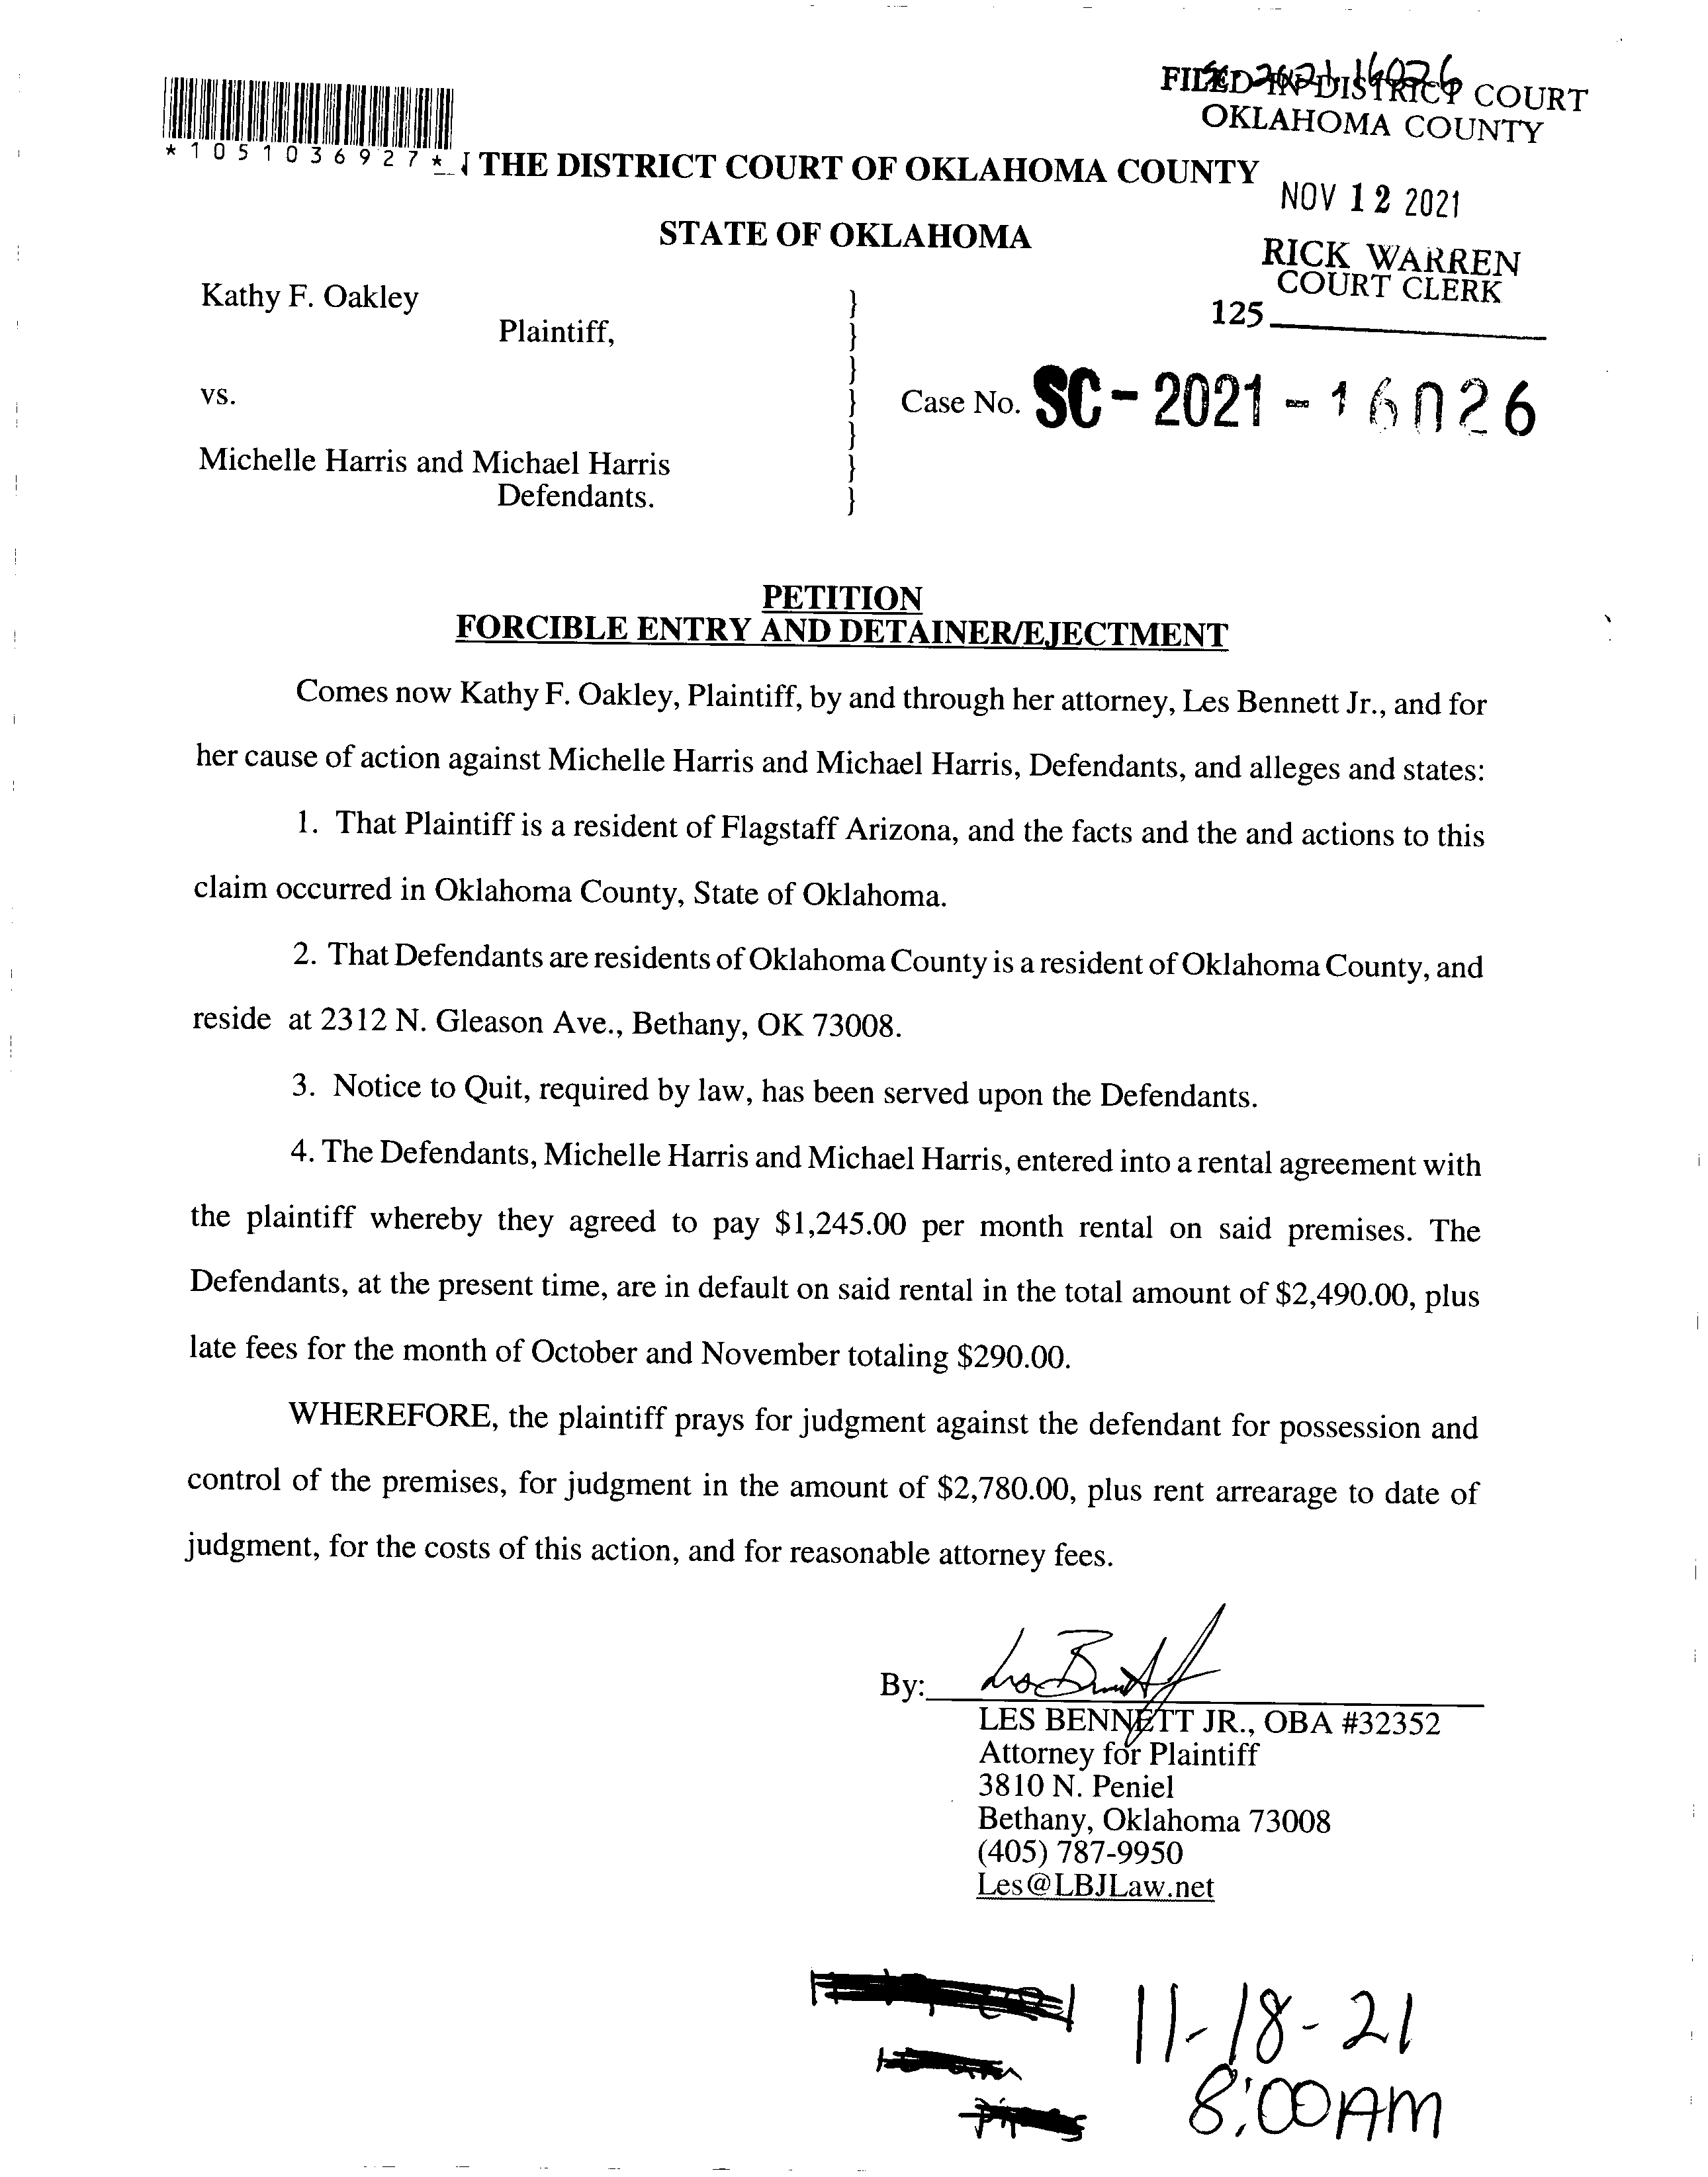 SC-2021-16026
FILED IN DISTRICT COURT
OKLAHOMA COUNTY
*1051036927*
THE DISTRICT COURT OF OKLAHOMA COUNTY
NOV 12 2021
STATE OF OKLAHOMA
RICK WARREN
COURT CLERK
125
Kathy F. Oakley }
Plaintiff, }
}
vs. } Case No. SC-2021-16026
}
Michelle Harris and Michael Harris }
Defendants. }
PETITION
FORCIBLE ENTRY AND DETAINER/EJECTMENT
Comes now Kathy F. Oakley, Plaintiff, by and through her attorney, Les Bennett Jr., and for
her cause of action against Michelle Harris and Michael Harris, Defendants, and alleges and states:
1. That Plaintiff is a resident of Flagstaff Arizona, and the facts and the and actions to this
claim occurred in Oklahoma County, State of Oklahoma.
2. That Defendants are residents of Oklahoma County is a resident of Oklahoma County, and
reside at 2312 N. Gleason Ave., Bethany, OK 73008.
3. Notice to Quit, required by law, has been served upon the Defendants.
4. The Defendants, Michelle Harris and Michael Harris, entered into a rental agreement with
the plaintiff whereby they agreed to pay $1,245.00 per month rental on said premises. The
Defendants, at the present time, are in default on said rental in the total amount of $2,490.00, plus
late fees for the month of October and November totaling $290.00.
WHEREFORE, the plaintiff prays for judgment against the defendant for possession and
control of the premises, for judgment in the amount of $2,780.00, plus rent arrearage to date of
judgment, for the costs of this action, and for reasonable attorney fees.
By:
LES BENNETT JR., OBA #32352
Attorney for Plaintiff
3810 N. Peniel
Bethany, Oklahoma 73008
(405) 787-9950
Les@LBJLaw.net
11-18-21
8:00AM